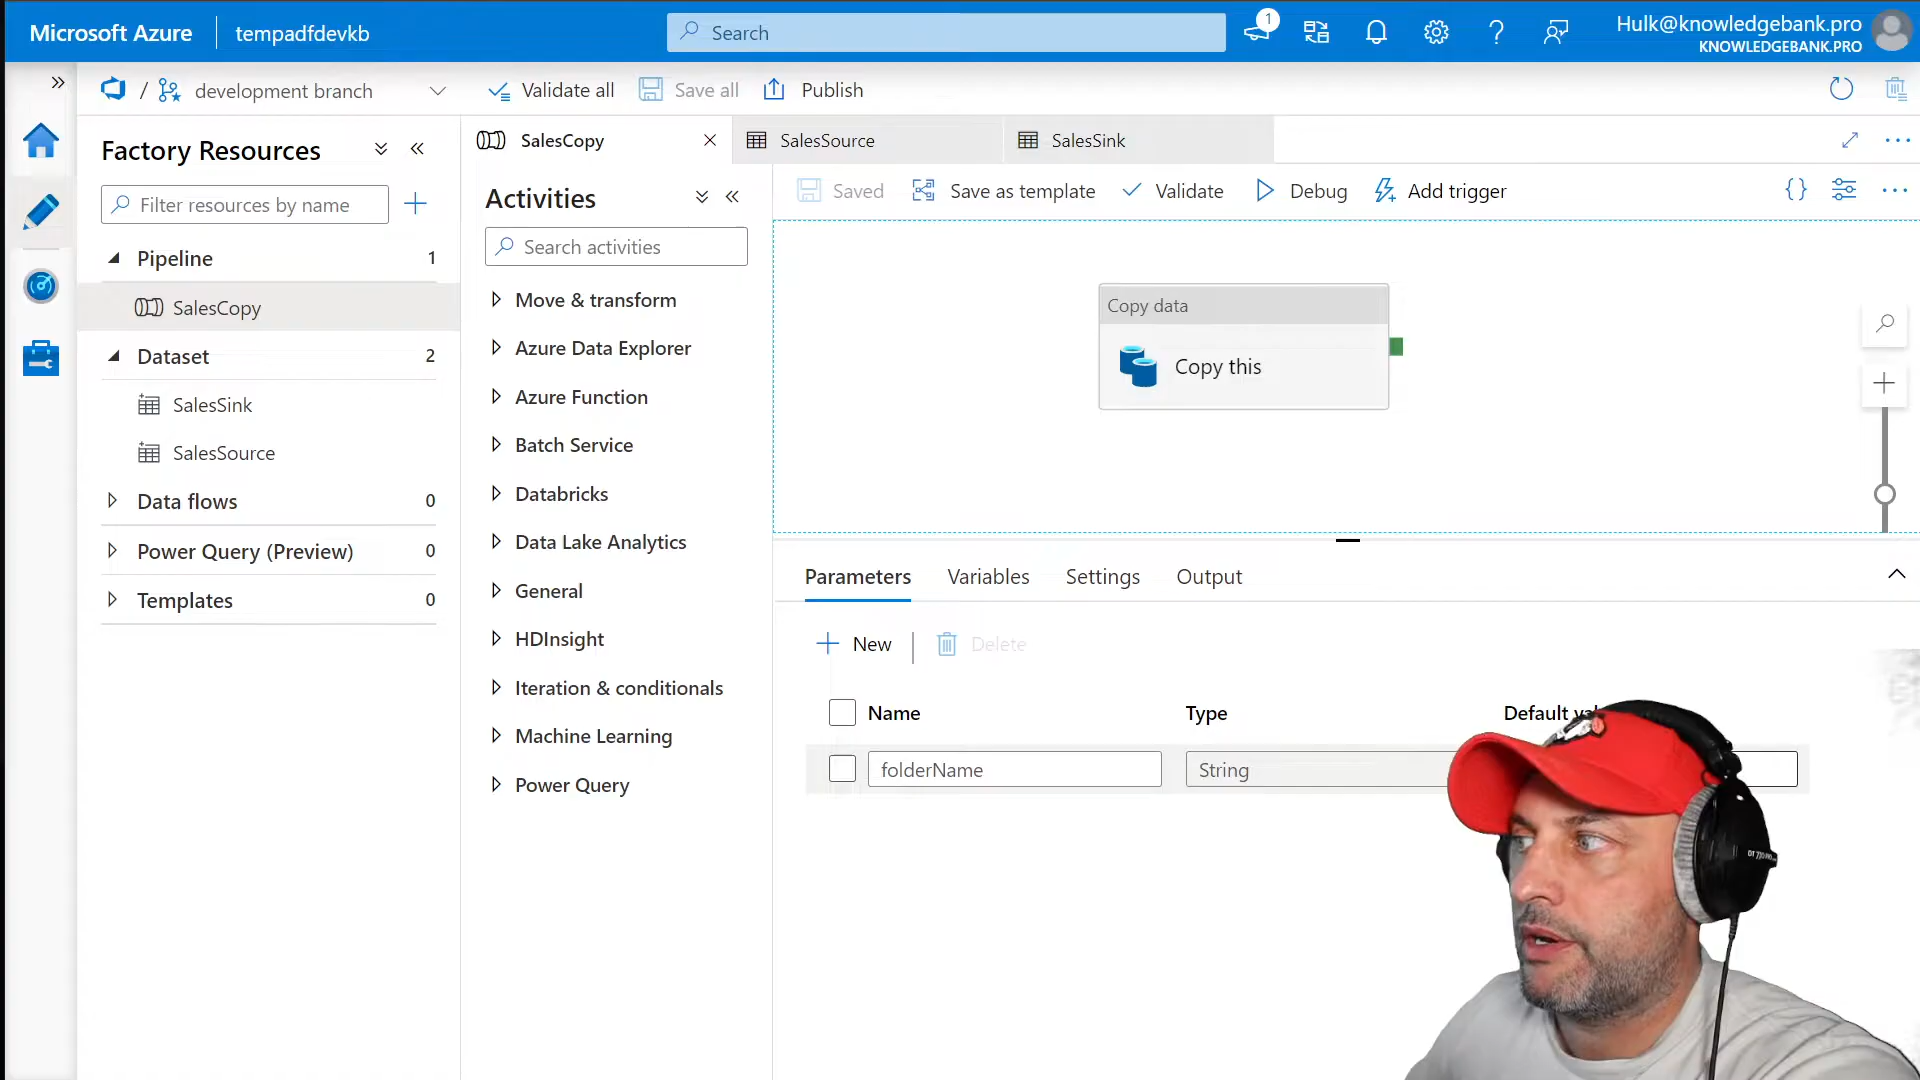 Microsoft Azure
tempadfdevkb
Search
1
Hulk@knowledgebank.pro
KNOWLEDGEBANK.PRO
/
development branch
Validate all
Save all
Publish
Factory Resources
Filter resources by name
Pipeline 1
SalesCopy
Dataset 2
SalesSink
SalesSource
Data flows 0
Power Query (Preview) 0
Templates 0
SalesCopy
SalesSource
SalesSink
Activities
Search activities
Move & transform
Azure Data Explorer
Azure Function
Batch Service
Databricks
Data Lake Analytics
General
HDInsight
Iteration & conditionals
Machine Learning
Power Query
Saved
Save as template
Validate
Debug
Add trigger
{}
Copy data
Copy this
Parameters
Variables
Settings
Output
New
Delete
Name
Type
Default
folderName
String